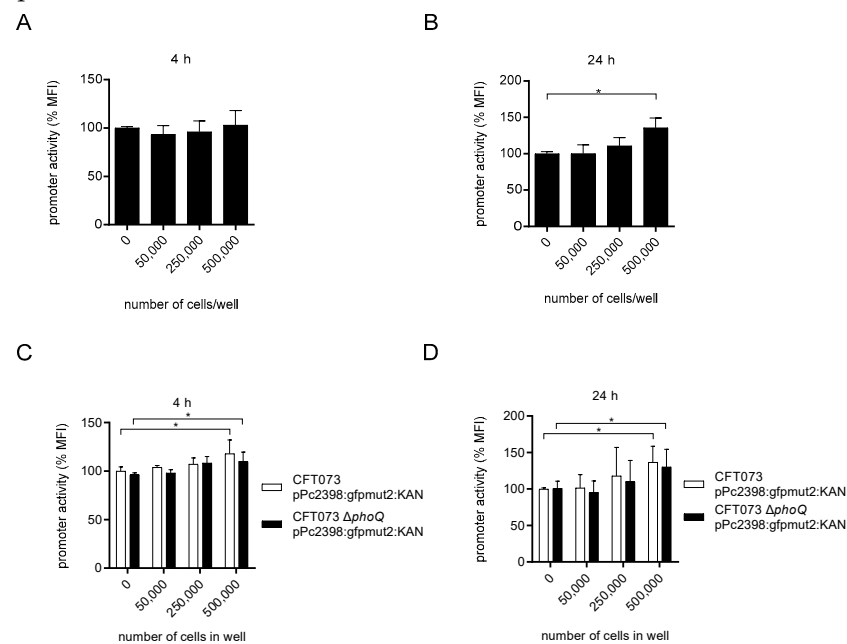 A
4 h
promoter activity (% MFI)
150
100
50
0
0
50,000
250,000
500,000
number of cells/well
B
24 h
promoter activity (% MFI)
200
150
100
50
0
*
0
50,000
250,000
500,000
number of cells/well
C
4 h
promoter activity (% MFI)
150
100
50
0
*
*
0
50,000
250,000
500,000
number of cells in well
CFT073
pPc2398:gfpmut2:KAN
CFT073 ΔphoQ
pPc2398:gfpmut2:KAN
D
24 h
promoter activity (% MFI)
200
150
100
50
0
*
*
0
50,000
250,000
500,000
number of cells in well
CFT073
pPc2398:gfpmut2:KAN
CFT073 ΔphoQ
pPc2398:gfpmut2:KAN